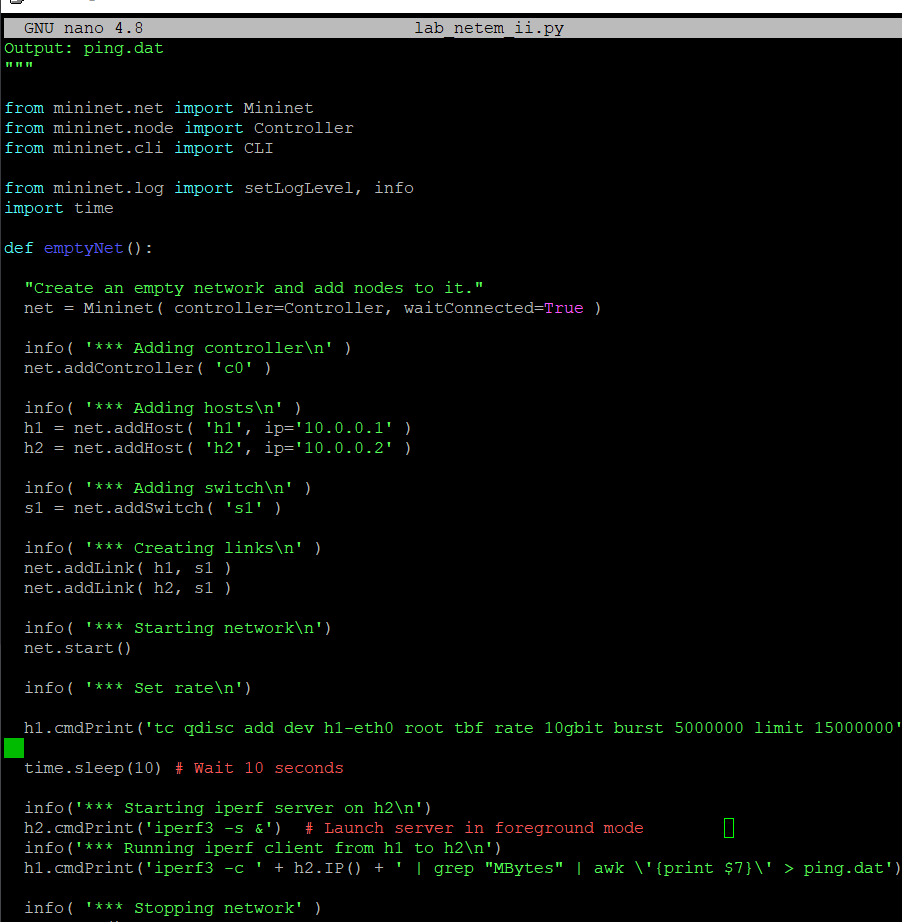 GNU nano 4.8 lab_netem_ii.py
Output: ping.dat
"""
from mininet.net import Mininet
from mininet.node import Controller
from mininet.cli import CLI
from mininet.log import setLogLevel, info
import time
def emptyNet():
"Create an empty network and add nodes to it."
net = Mininet( controller=Controller, waitConnected=True )
info( '*** Adding controller\n' )
net.addController( 'c0' )
info( '*** Adding hosts\n' )
h1 = net.addHost( 'h1', ip='10.0.0.1' )
h2 = net.addHost( 'h2', ip='10.0.0.2' )
info( '*** Adding switch\n' )
s1 = net.addSwitch( 's1' )
info( '*** Creating links\n' )
net.addLink( h1, s1 )
net.addLink( h2, s1 )
info( '*** Starting network\n')
net.start()
info( '*** Set rate\n')
h1.cmdPrint('tc qdisc add dev h1-eth0 root tbf rate 10gbit burst 5000000 limit 15000000'
time.sleep(10) # Wait 10 seconds
info('*** Starting iperf server on h2\n')
h2.cmdPrint('iperf3 -s &') # Launch server in foreground mode
info('*** Running iperf client from h1 to h2\n')
h1.cmdPrint('iperf3 -c ' + h2.IP() + ' | grep "MBytes" | awk \'{print $7}\' > ping.dat')
info( '*** Stopping network' )